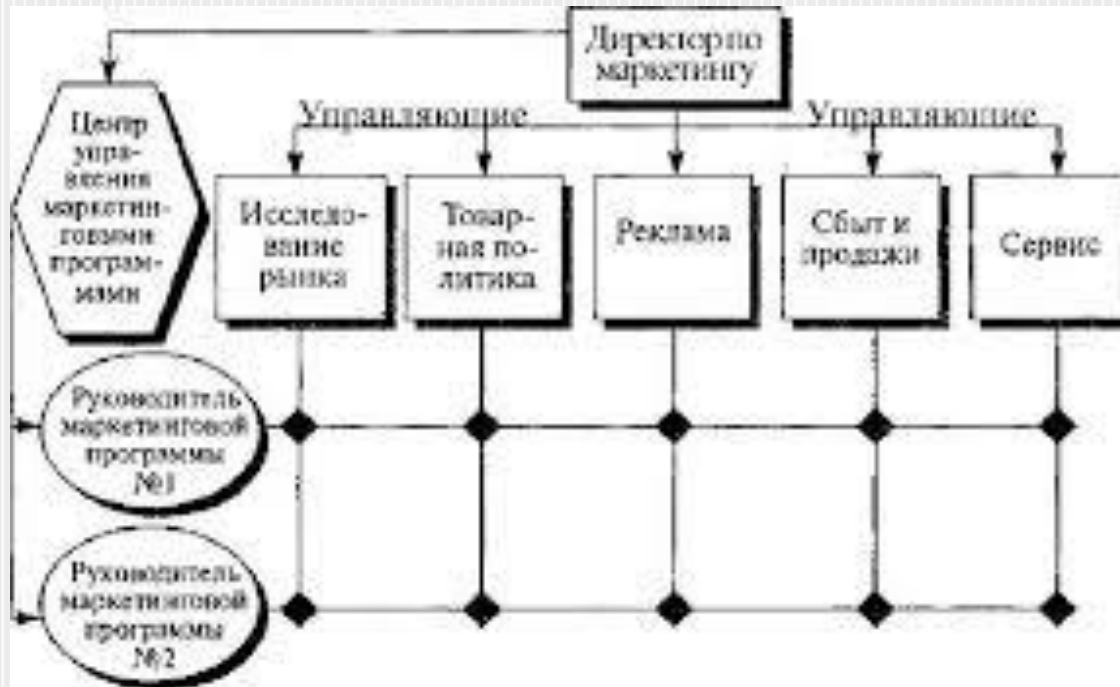 Директор по
маркетингу
Управляющие
Управляющие
Центр
упра-
вления
маркетин-
говыми
програм-
мами
Исследо-
вание
рынка
Товар-
ная по-
литика
Реклама
Сбыт и
продажи
Сервис
Руководитель
маркетинговой
программы
№1
Руководитель
маркетинговой
программы
№2